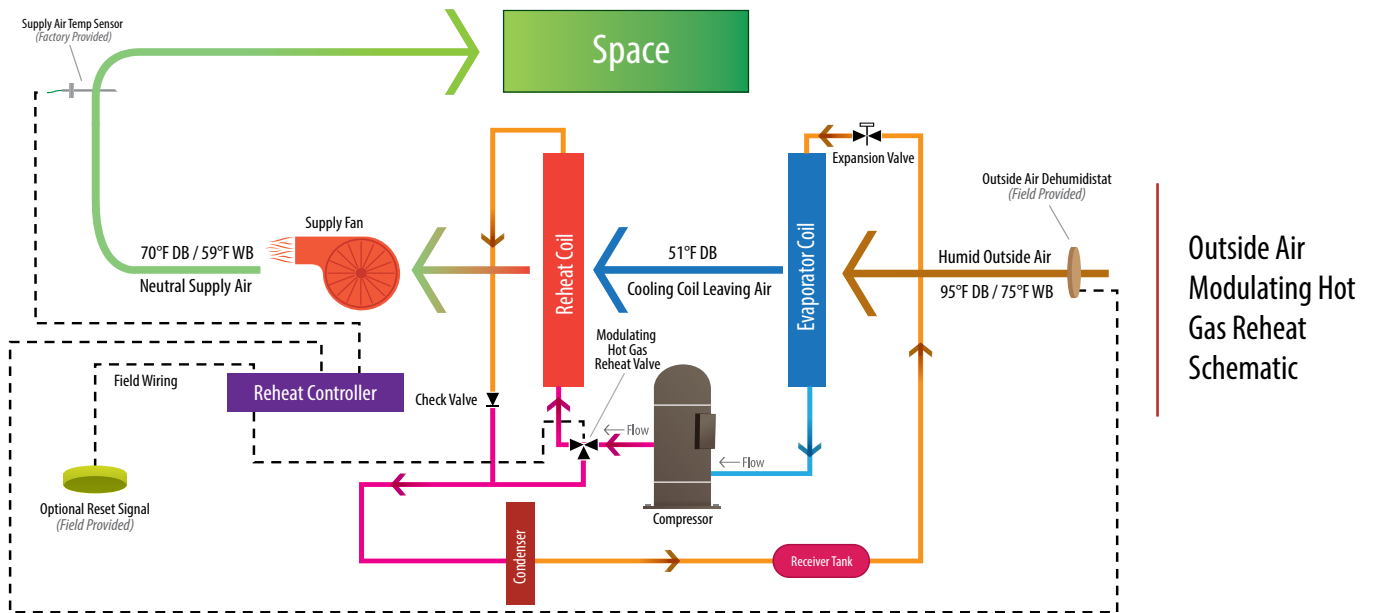 Supply Air Temp Sensor
(Factory Provided)
Space
Expansion Valve
Outside Air Dehumidistat
(Field Provided)
Supply Fan
70°F DB / 59°F WB
Neutral Supply Air
Reheat Coil
51°F DB
Cooling Coil Leaving Air
Evaporator Coil
Humid Outside Air
95°F DB / 75°F WB
Outside Air
Modulating Hot
Gas Reheat
Schematic
Modulating
Hot Gas
Reheat Valve
Field Wiring
Reheat Controller
Check Valve
Flow
Flow
Optional Reset Signal
(Field Provided)
Compressor
Condenser
Receiver Tank